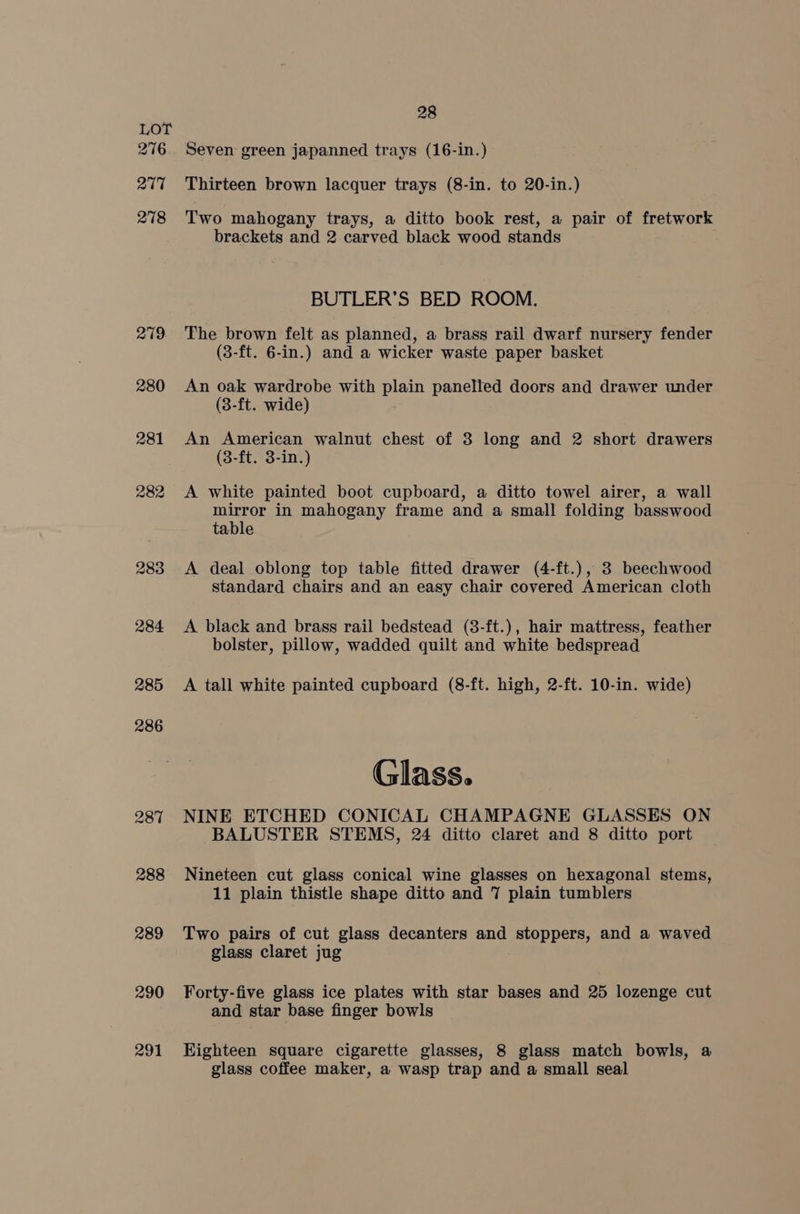 28
LOT
276 Seven green japanned trays (16-in.)
277 Thirteen brown lacquer trays (8-in. to 20-in.)
278 Two mahogany trays, a ditto book rest, a pair of fretwork
brackets and 2 carved black wood stands
BUTLER'S BED ROOM.
279 The brown felt as planned, a brass rail dwarf nursery fender
(3-ft. 6-in.) and a wicker waste paper basket
280 An oak wardrobe with plain panelled doors and drawer under
(3-ft. wide)
281 An American walnut chest of 3 long and 2 short drawers
(3-ft. 3-in.)
282 A white painted boot cupboard, a ditto towel airer, a wall
mirror in mahogany frame and a small folding basswood
table
283 A deal oblong top table fitted drawer (4-ft.), 3 beechwood
standard chairs and an easy chair covered American cloth
284 A black and brass rail bedstead (3-ft.), hair mattress, feather
bolster, pillow, wadded quilt and white bedspread
285 A tall white painted cupboard (8-ft. high, 2-ft. 10-in. wide)
286
Glass.
287 NINE ETCHED CONICAL CHAMPAGNE GLASSES ON
BALUSTER STEMS, 24 ditto claret and 8 ditto port
288 Nineteen cut glass conical wine glasses on hexagonal stems,
11 plain thistle shape ditto and 7 plain tumblers
289 Two pairs of cut glass decanters and stoppers, and a waved
glass claret jug
290 Forty-five glass ice plates with star bases and 25 lozenge cut
and star base finger bowls
291 Eighteen square cigarette glasses, 8 glass match bowls, a
glass coffee maker, a wasp trap and a small seal